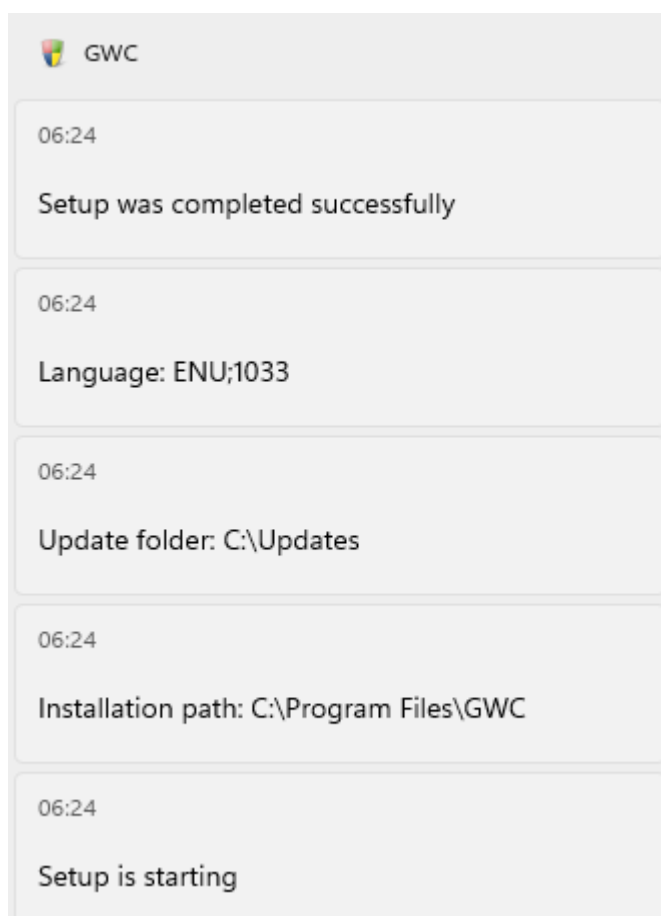 GWC
06:24
Setup was completed successfully
06:24
Language: ENU;1033
06:24
Update folder: C:\Updates
06:24
Installation path: C:\Program Files\GWC
06:24
Setup is starting